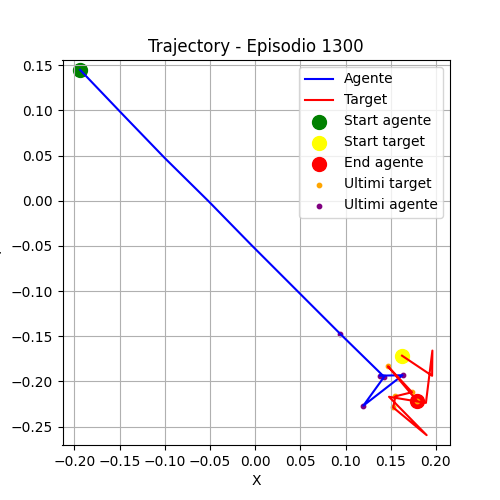 Trajectory - Episodio 1300
Agente
Target
Start agente
Start target
End agente
Ultimi target
Ultimi agente
0.15
0.10
0.05
0.00
−0.05
−0.10
−0.15
−0.20
−0.25
−0.20 −0.15 −0.10 −0.05 0.00 0.05 0.10 0.15 0.20
X